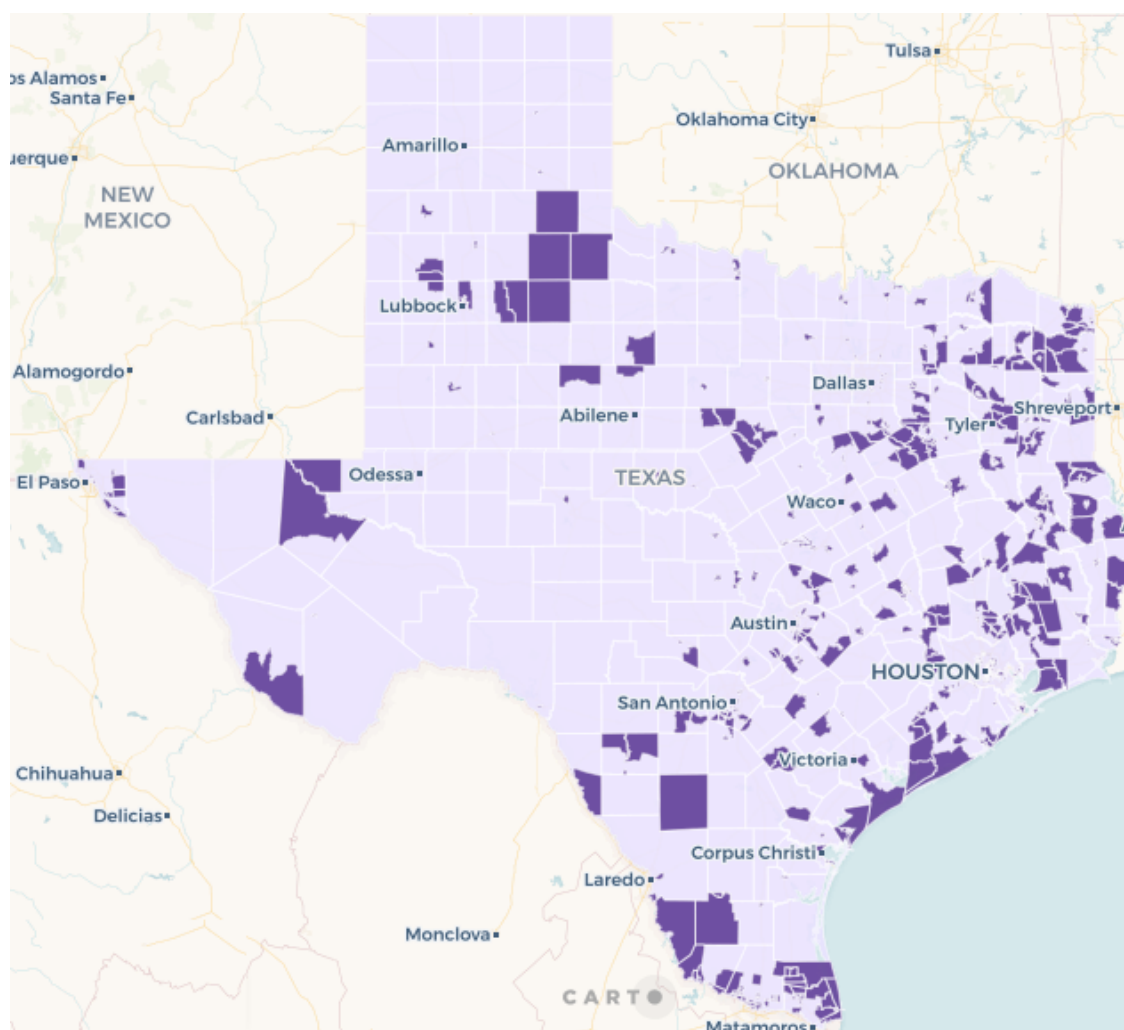 Tulsa
os Alamos
Santa Fe
Oklahoma City
Amarillo
uerque
OKLAHOMA
NEW
MEXICO
Lubbock
Alamogordo
Dallas
Carlsbad
Abilene
Shreveport
Tyler
Odessa
TEXAS
El Paso
Waco
Austin
HOUSTON
San Antonio
Victoria
Chihuahua
Delicias
Corpus Christi
Laredo
Monclova
CARTO
Matamoros